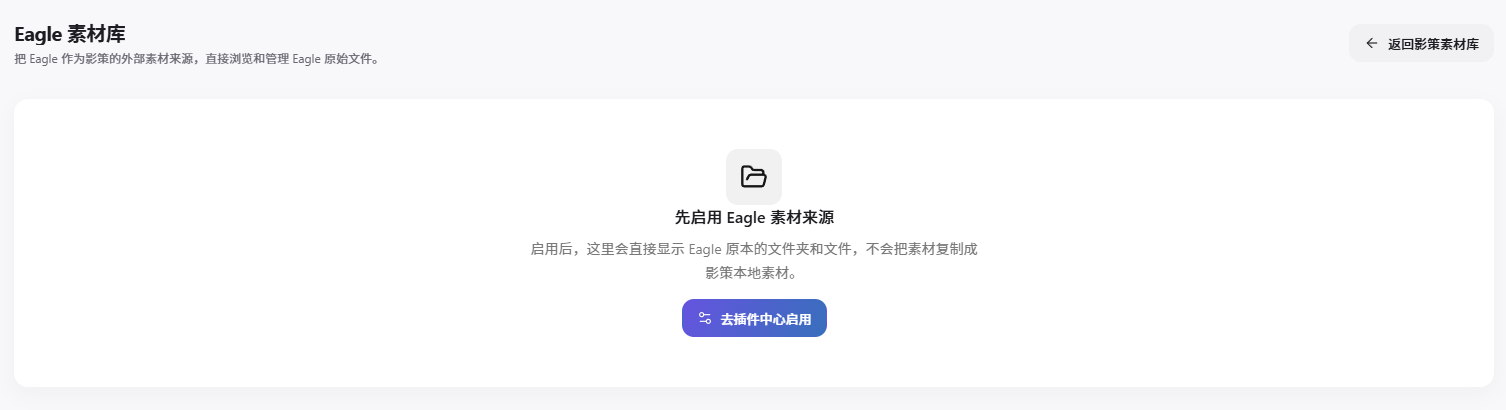 Eagle 素材库
把 Eagle 作为影策的外部素材来源，直接浏览和管理 Eagle 原始文件。
返回影策素材库
先启用 Eagle 素材来源
启用后，这里会直接显示 Eagle 原本的文件夹和文件，不会把素材复制成
影策本地素材。
去插件中心启用